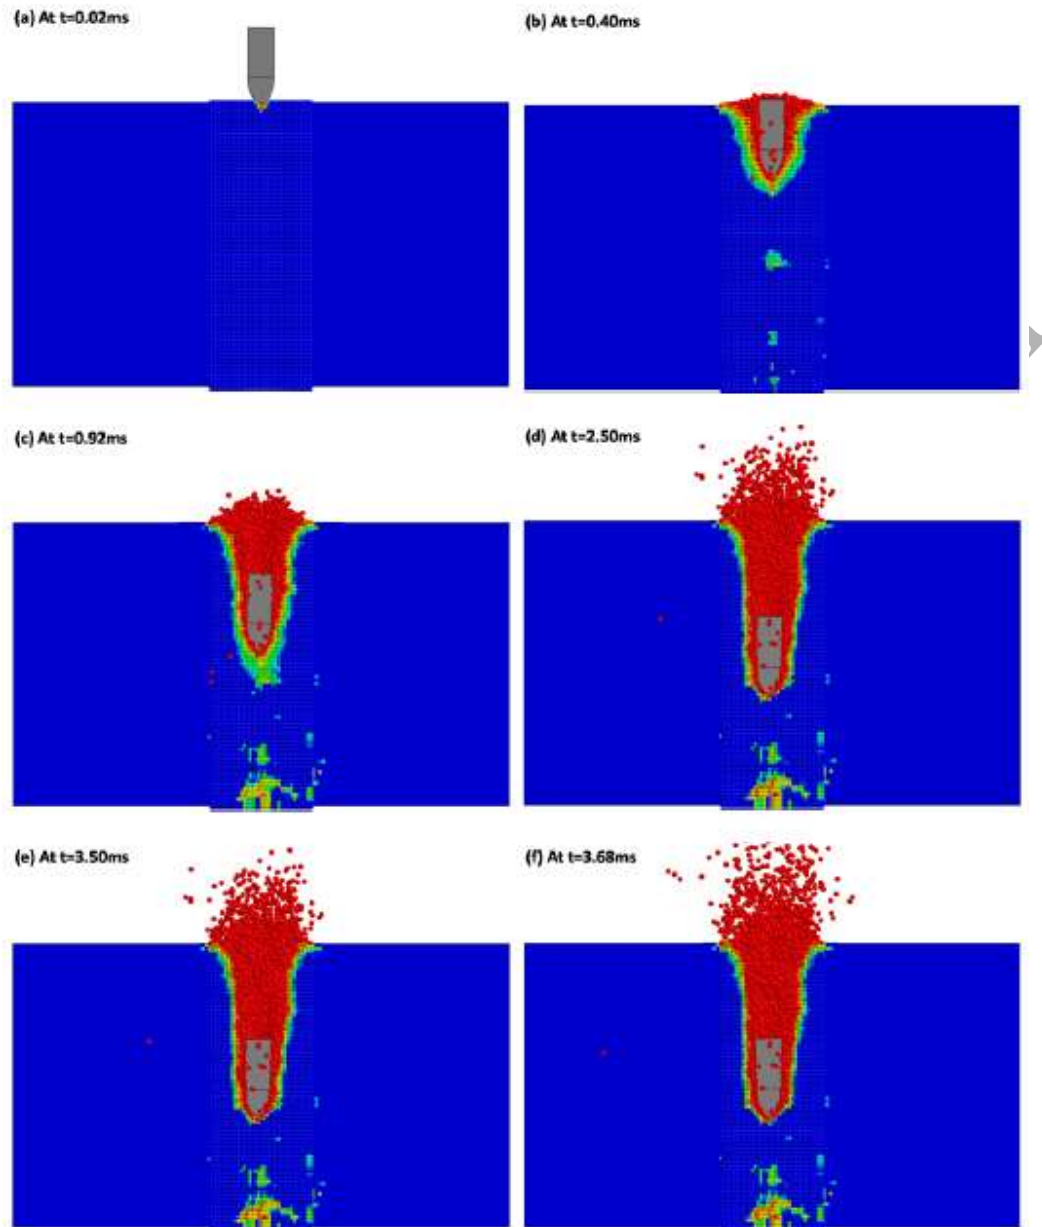 (a) At t=0.02ms
(b) At t=0.40ms
(c) At t=0.92ms
(d) At t=2.50ms
(e) At t=3.50ms
(f) At t=3.68ms